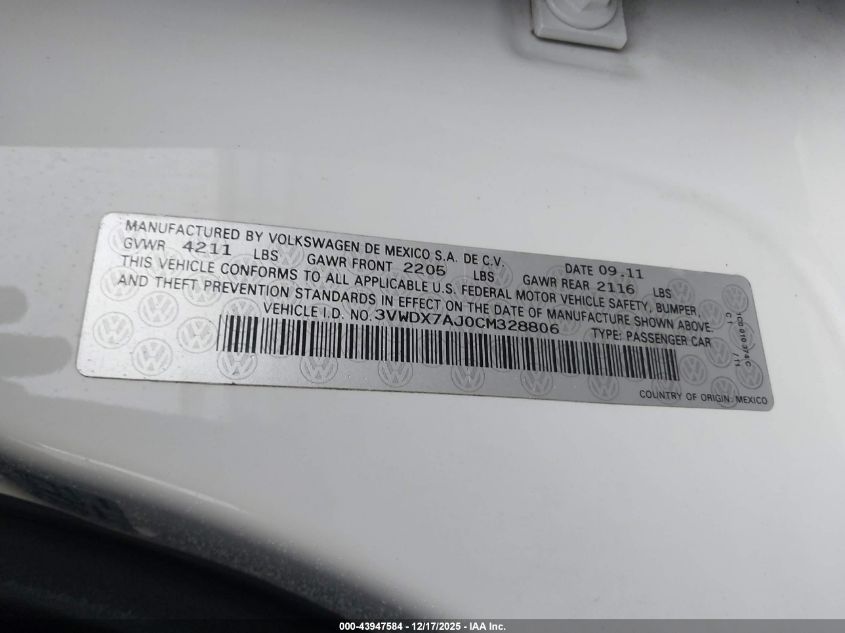 MANUFACTURED BY VOLKSWAGEN DE MEXICO S.A. DE C.V. DATE 09.11
GVWR 4211 LBS GAWR FRONT 2205 LBS GAWR REAR 2116 LBS
THIS VEHICLE CONFORMS TO ALL APPLICABLE U.S. FEDERAL MOTOR VEHICLE SAFETY, BUMPER,
AND THEFT PREVENTION STANDARDS IN EFFECT ON THE DATE OF MANUFACTURE SHOWN ABOVE.
VEHICLE I.D. NO. 3VWDX7AJ0CM328806 TYPE: PASSENGER CAR
COUNTRY OF ORIGIN: MEXICO
000-43947584 - 12/17/2025 - IAA Inc.